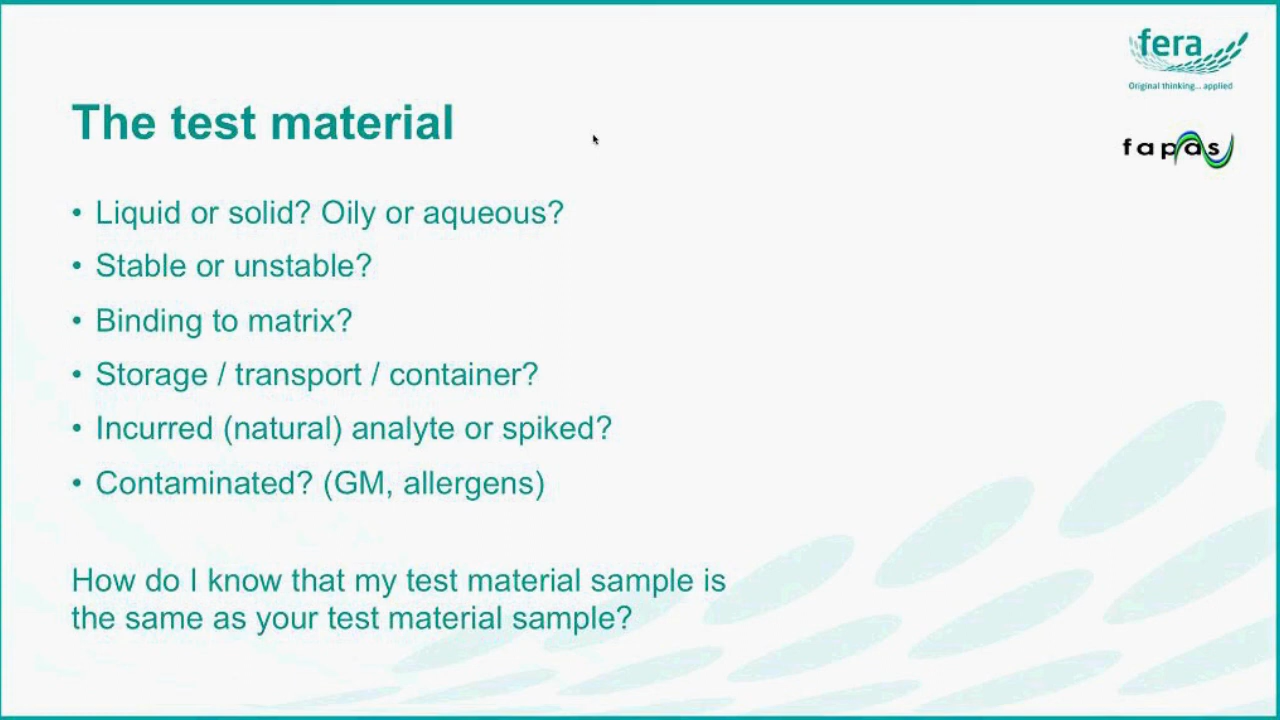 fera
Original thinking... applied
The test material
fapas
• Liquid or solid? Oily or aqueous?
• Stable or unstable?
• Binding to matrix?
• Storage / transport / container?
• Incurred (natural) analyte or spiked?
• Contaminated? (GM, allergens)
How do I know that my test material sample is
the same as your test material sample?